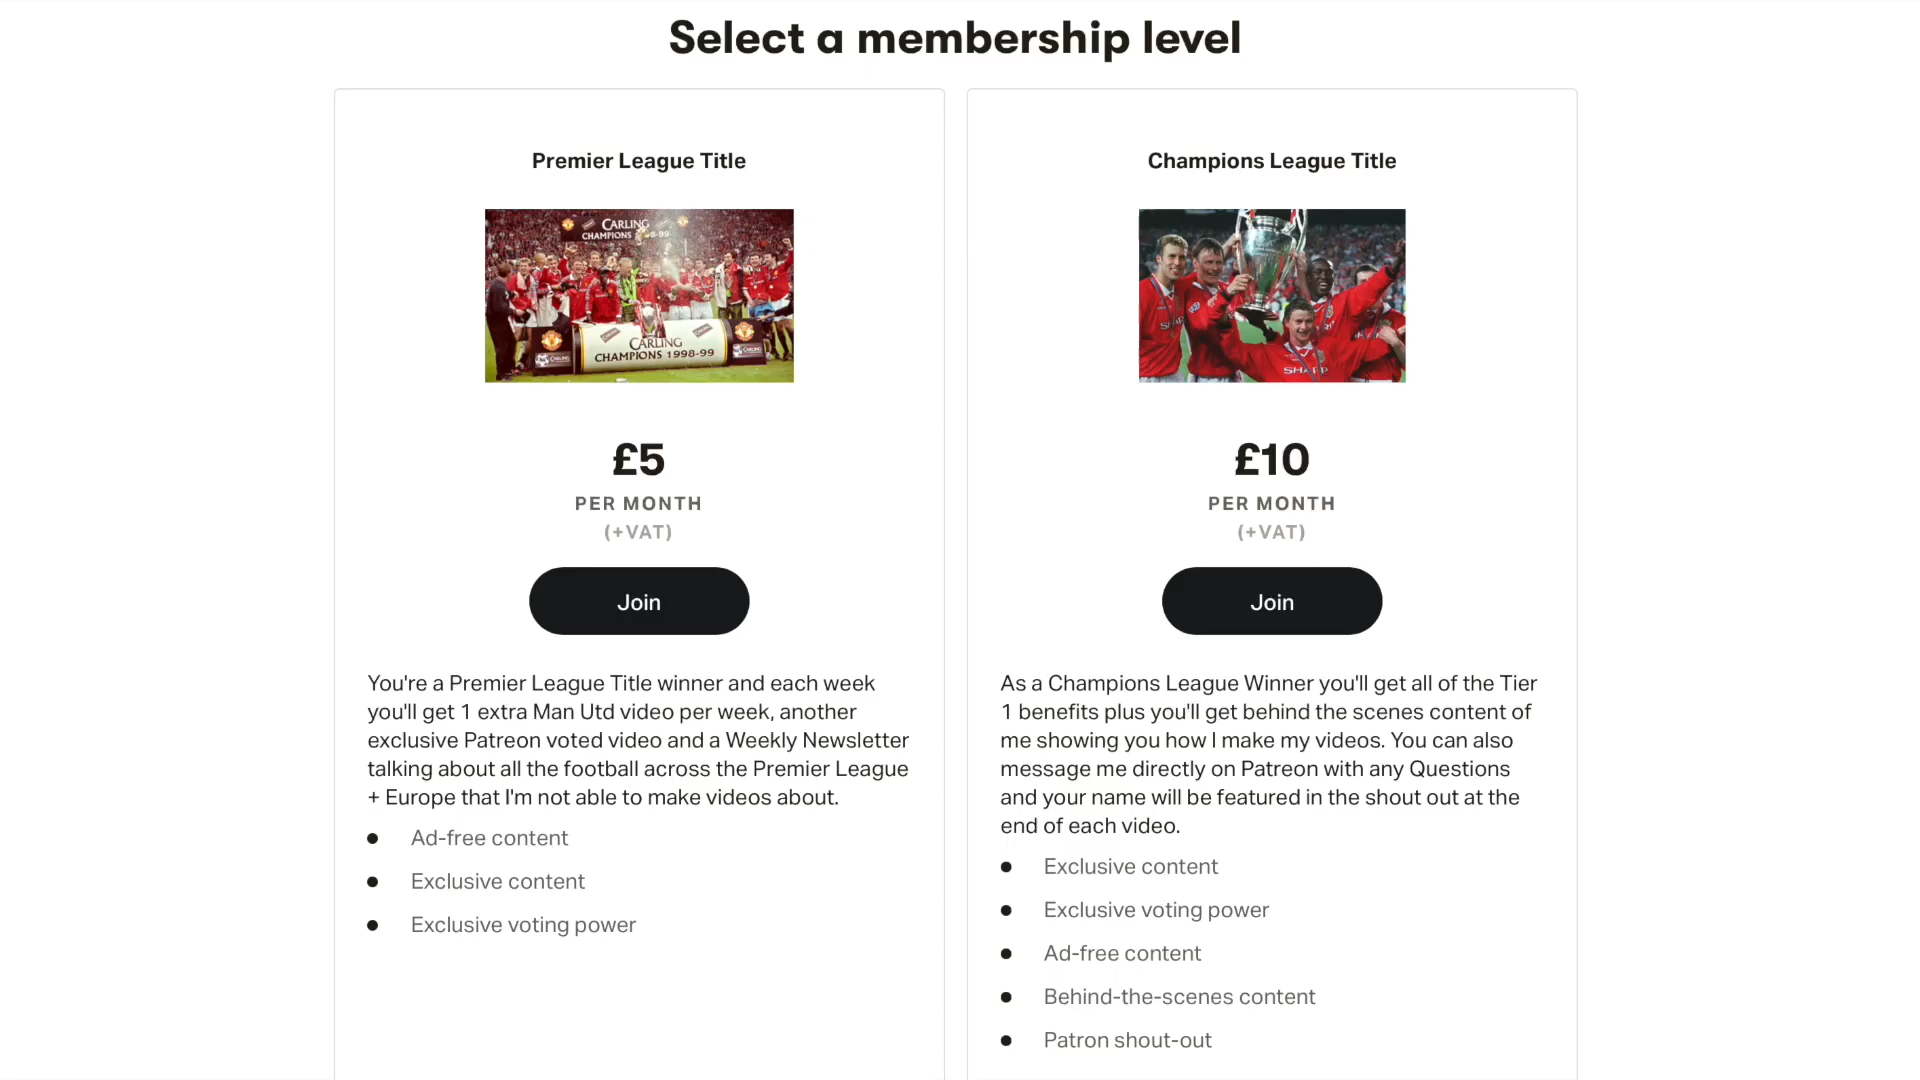 Select a membership level
Premier League Title
CARLING
CHAMPIONS 98-99
CARLING
CHAMPIONS 1998-99
£5
PER MONTH
(+VAT)
Join
You're a Premier League Title winner and each week
you'll get 1 extra Man Utd video per week, another
exclusive Patreon voted video and a Weekly Newsletter
talking about all the football across the Premier League
+ Europe that I'm not able to make videos about.
Ad-free content
Exclusive content
Exclusive voting power
Champions League Title
SHARP
£10
PER MONTH
(+VAT)
Join
As a Champions League Winner you'll get all of the Tier
1 benefits plus you'll get behind the scenes content of
me showing you how I make my videos. You can also
message me directly on Patreon with any Questions
and your name will be featured in the shout out at the
end of each video.
Exclusive content
Exclusive voting power
Ad-free content
Behind-the-scenes content
Patron shout-out